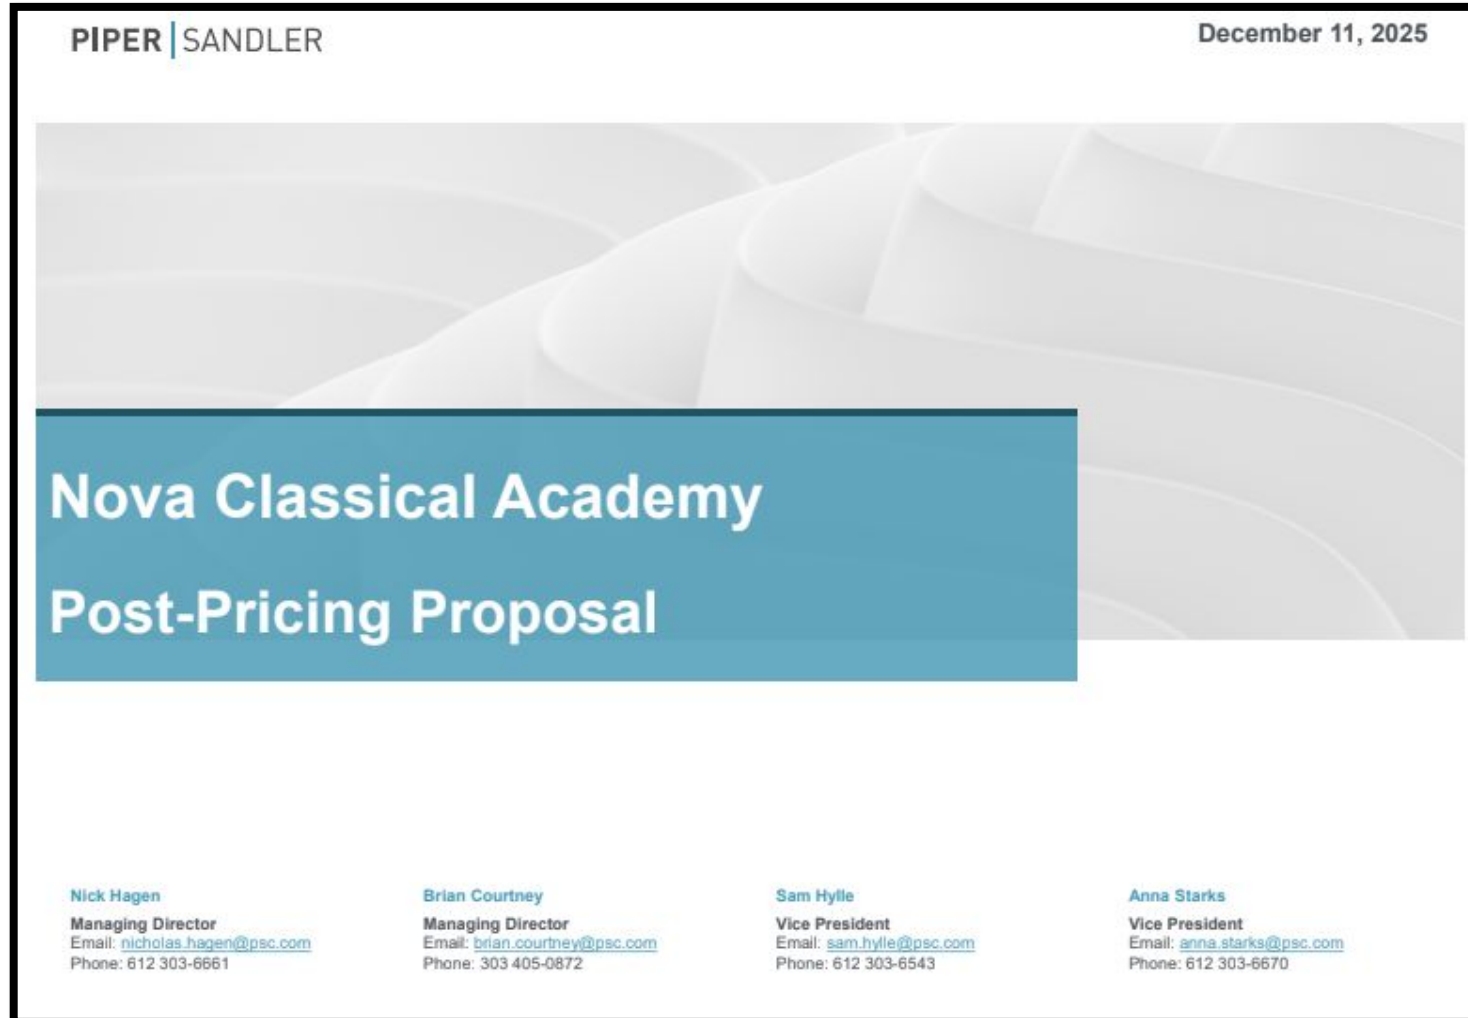 PIPER | SANDLER
December 11, 2025
Nova Classical Academy
Post-Pricing Proposal
Nick Hagen
Managing Director
Email: nicholas.hagen@psc.com
Phone: 612 303-6661
Brian Courtney
Managing Director
Email: brian.courtney@psc.com
Phone: 303 405-0872
Sam Hylle
Vice President
Email: sam.hylle@psc.com
Phone: 612 303-6543
Anna Starks
Vice President
Email: anna.starks@psc.com
Phone: 612 303-6670